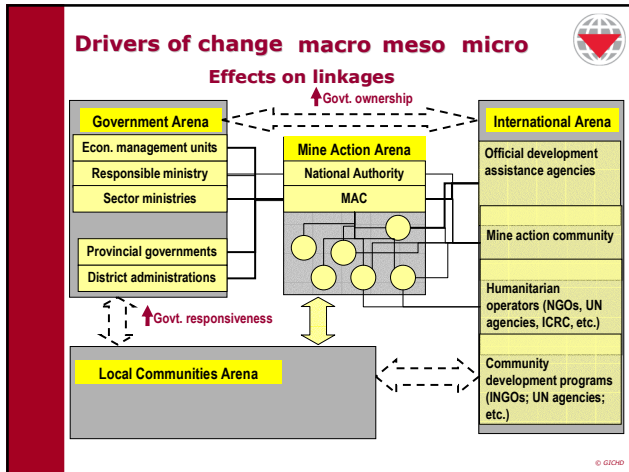 Drivers of change macro meso micro
Effects on linkages
Govt. ownership
Government Arena
Econ. management units
Responsible ministry
Sector ministries
Provincial governments
District administrations
Mine Action Arena
National Authority
MAC
International Arena
Official development
assistance agencies
Mine action community
Humanitarian
operators (NGOs, UN
agencies, ICRC, etc.)
Community
development programs
(INGOs; UN agencies;
etc.)
Govt. responsiveness
Local Communities Arena
© GICHD